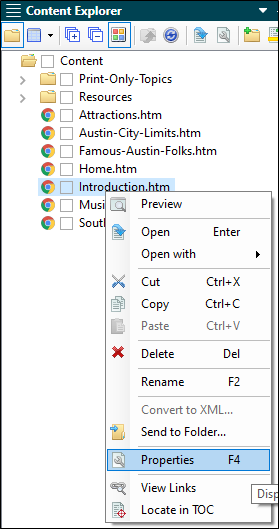 Content Explorer
Content
Print-Only-Topics
Resources
Attractions.htm
Austin-City-Limits.htm
Famous-Austin-Folks.htm
Home.htm
Introduction.htm
Musi
South
Preview
Open Enter
Open with
Cut Ctrl+X
Copy Ctrl+C
Paste Ctrl+V
Delete Del
Rename F2
Convert to XML...
Send to Folder...
Properties F4
Disp
View Links
Locate in TOC